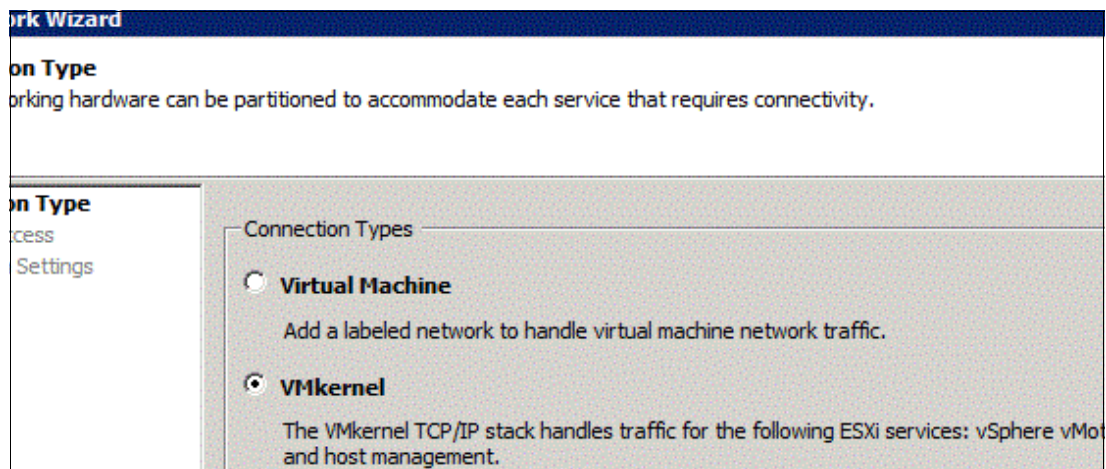 ork Wizard
on Type
orking hardware can be partitioned to accommodate each service that requires connectivity.
on Type
ccess
Settings
Connection Types
Virtual Machine
Add a labeled network to handle virtual machine network traffic.
VMkernel
The VMkernel TCP/IP stack handles traffic for the following ESXi services: vSphere vMot
and host management.